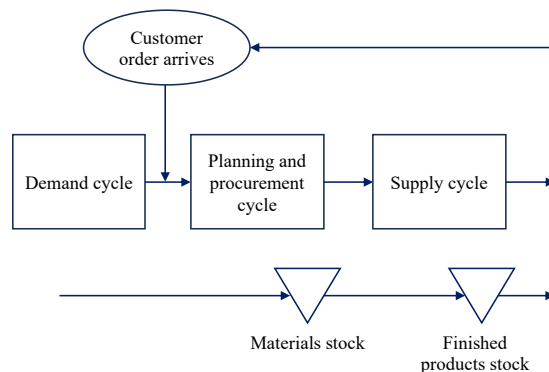 Customer
order arrives
Demand cycle
Planning and
procurement
cycle
Supply cycle
Materials stock
Finished
products stock